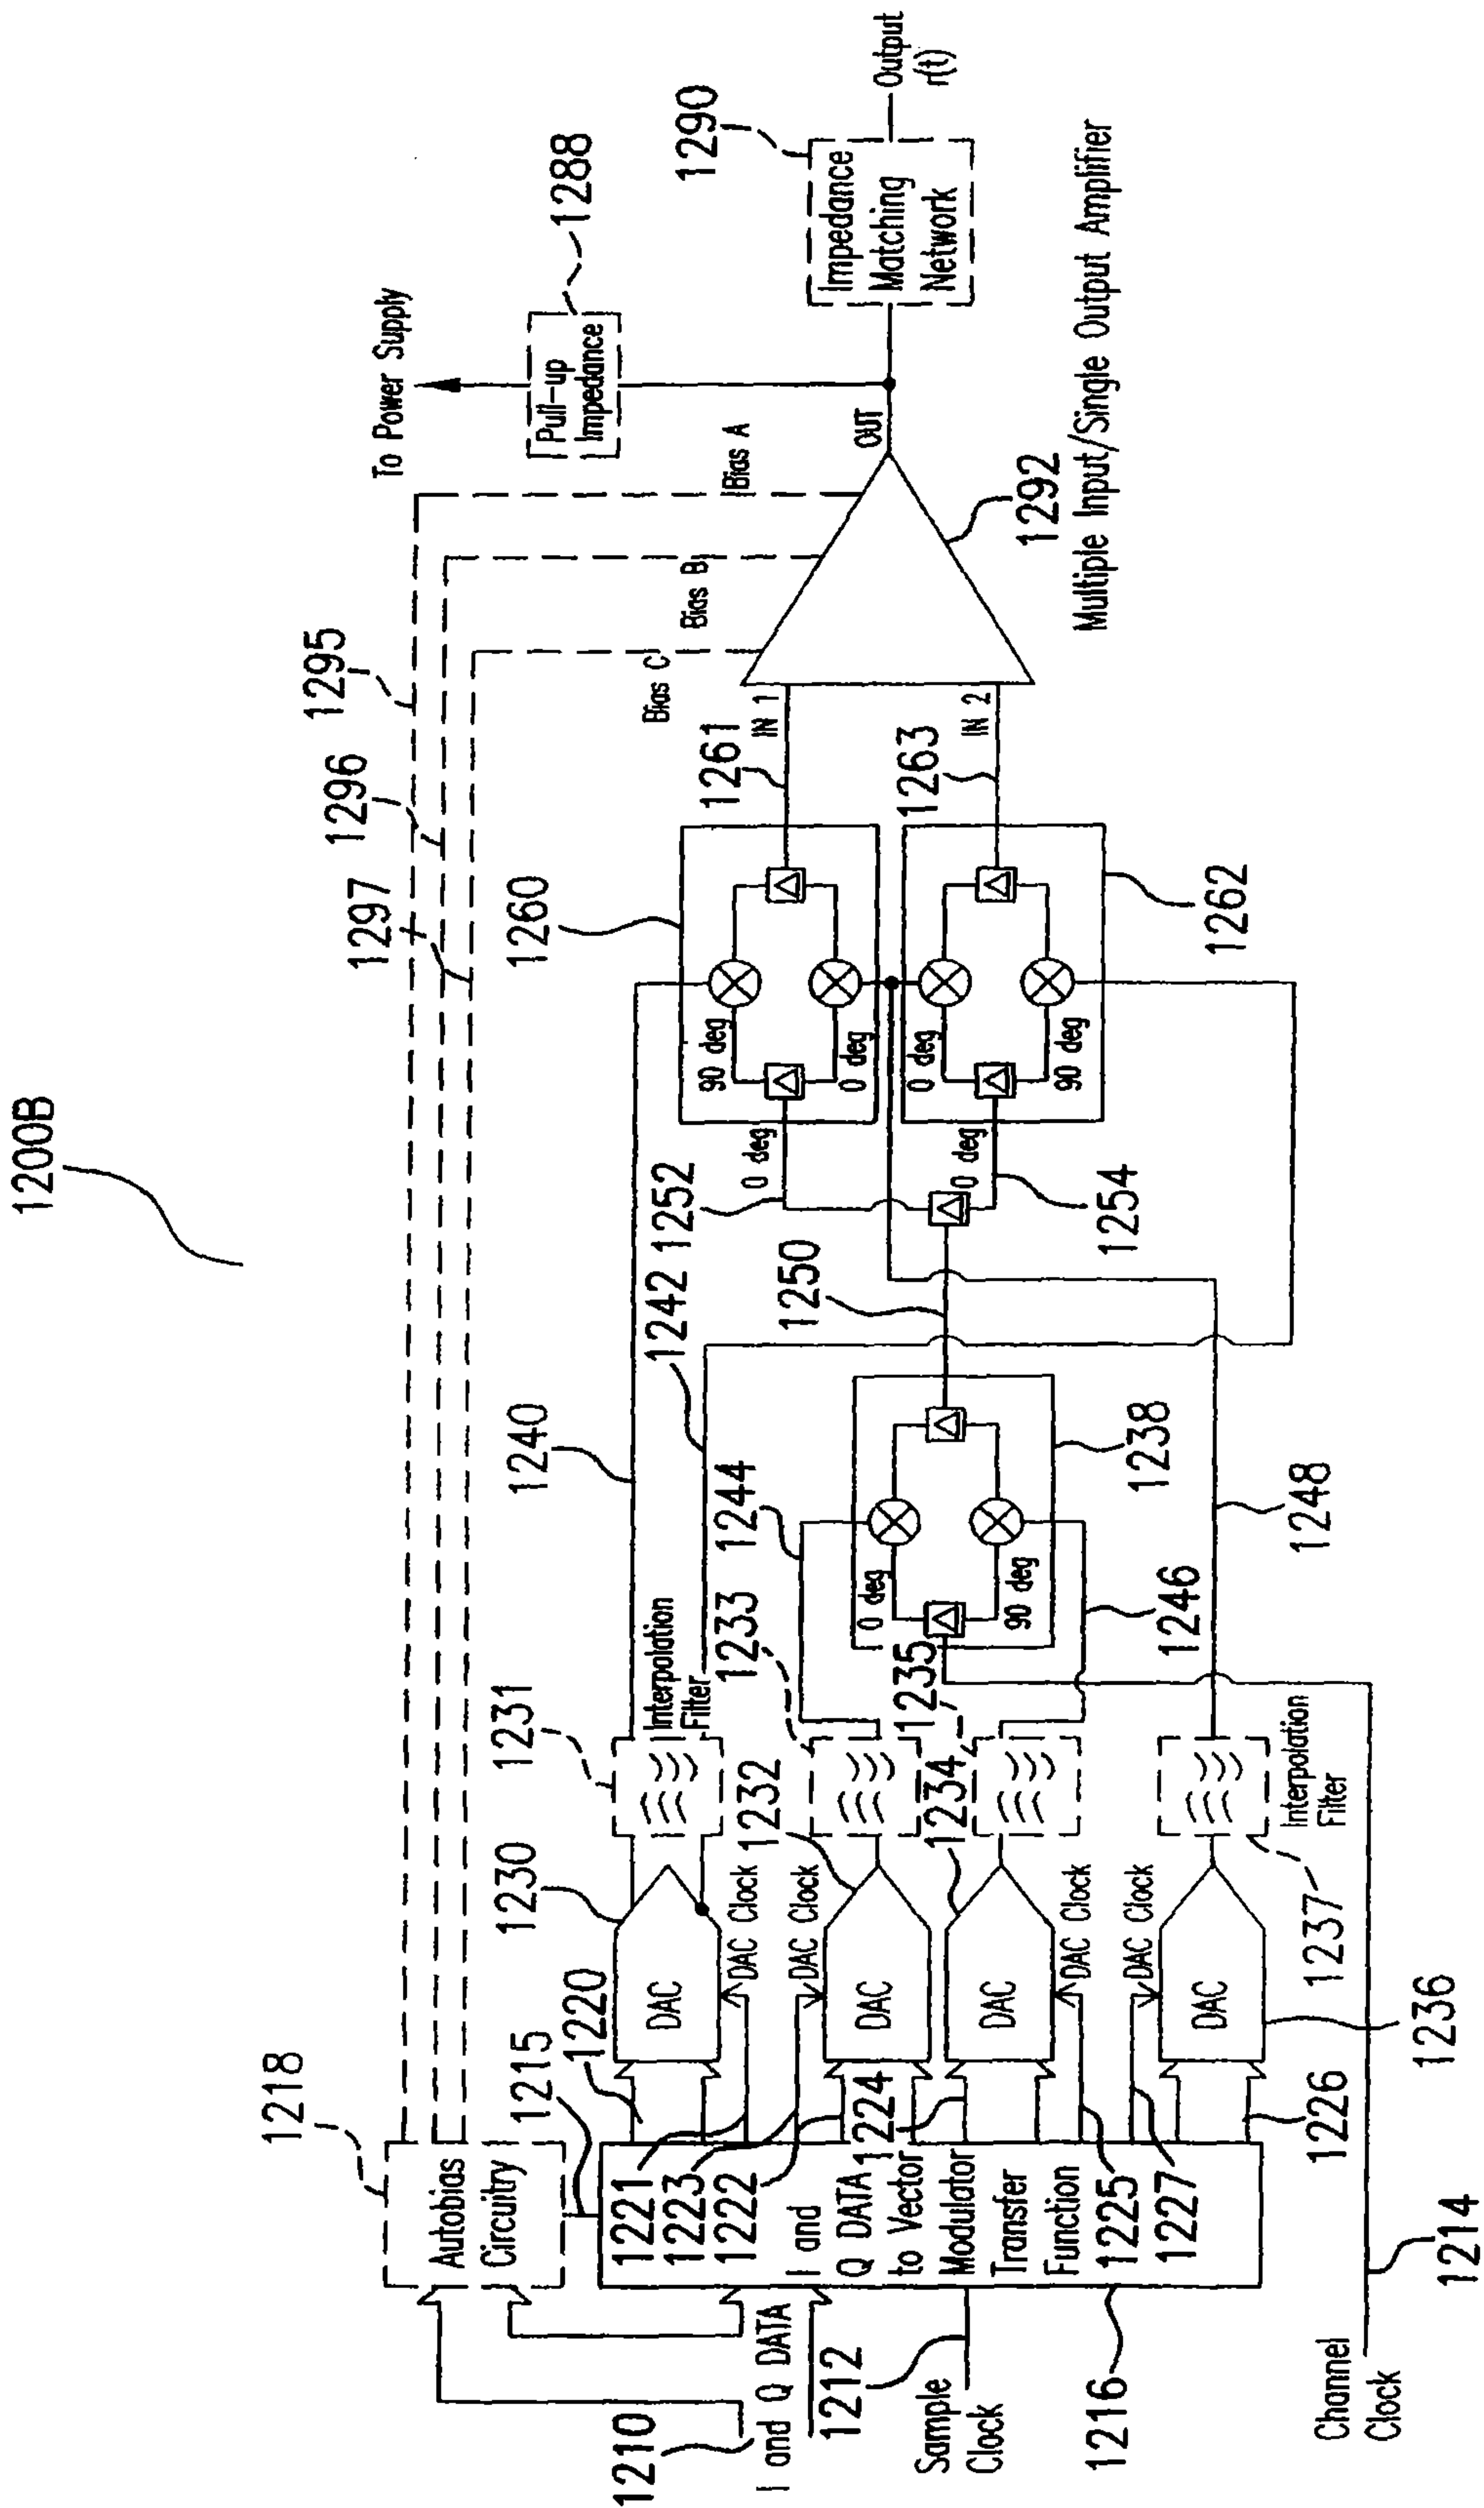 1200B
To Power Supply
1288
1290
Pull-up
Impedance
Impedance
Matching
Network
Output
r(t)
OUT
Bias A
Bias B
Bias C
1292
Multiple Input/Single Output Amplifier
1295
1296
1297
1261
IN 1
1263
IN 2
1260
90 deg
0 deg
0 deg
90 deg
1262
0 deg
0 deg
1252
1254
1250
1242
1240
1244
0 deg
90 deg
1238
1246
1248
Interpolation
Filter
1231
1233
1235
1232
1234
Interpolation
Filter
1237
1230
DAC
DAC Clock
DAC Clock
DAC
DAC
DAC Clock
DAC Clock
DAC
1236
1218
Autobias
Circuitry
1215
1220
1221
1223
1222
1224
1225
1227
1226
I and
Q DATA
to Vector
Modulator
Transfer
Function
1210
I and Q DATA
1212
Sample
Clock
1216
Channel
Clock
1214